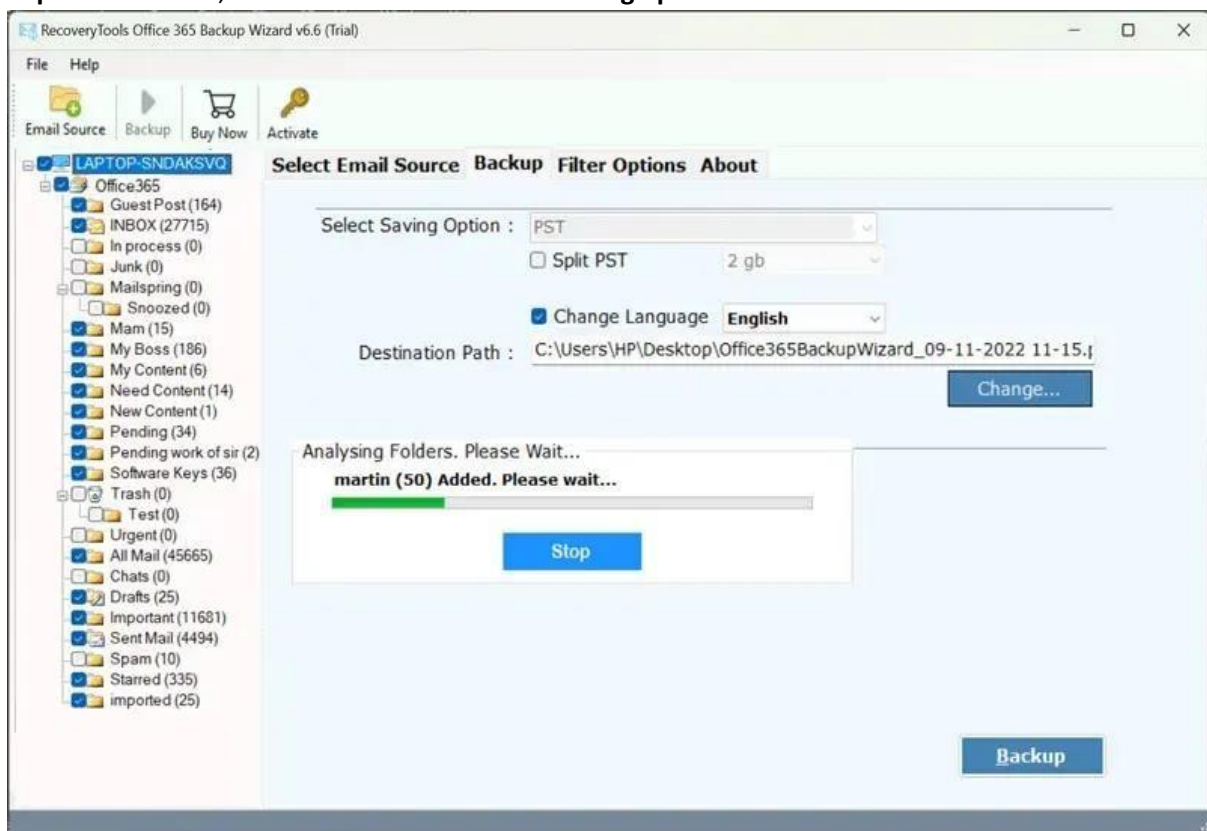 RecoveryTools Office 365 Backup Wizard v6.6 (Trial)
File Help
Email Source Backup Buy Now Activate
LAPTOP-SNDAKSVQ
Office365
Guest Post (164)
INBOX (27715)
In process (0)
Junk (0)
Mailspring (0)
Snoozed (0)
Mam (15)
My Boss (186)
My Content (6)
Need Content (14)
New Content (1)
Pending (34)
Pending work of sir (2)
Software Keys (36)
Trash (0)
Test (0)
Urgent (0)
All Mail (45665)
Chats (0)
Drafts (25)
Important (11681)
Sent Mail (4494)
Spam (10)
Starred (335)
imported (25)
Select Email Source Backup Filter Options About
Select Saving Option : PST
Split PST 2 gb
Change Language English
Destination Path : C:\Users\HP\Desktop\Office365BackupWizard_09-11-2022 11-15.p
Change...
Analysing Folders. Please Wait...
martin (50) Added. Please wait...
Stop
Backup